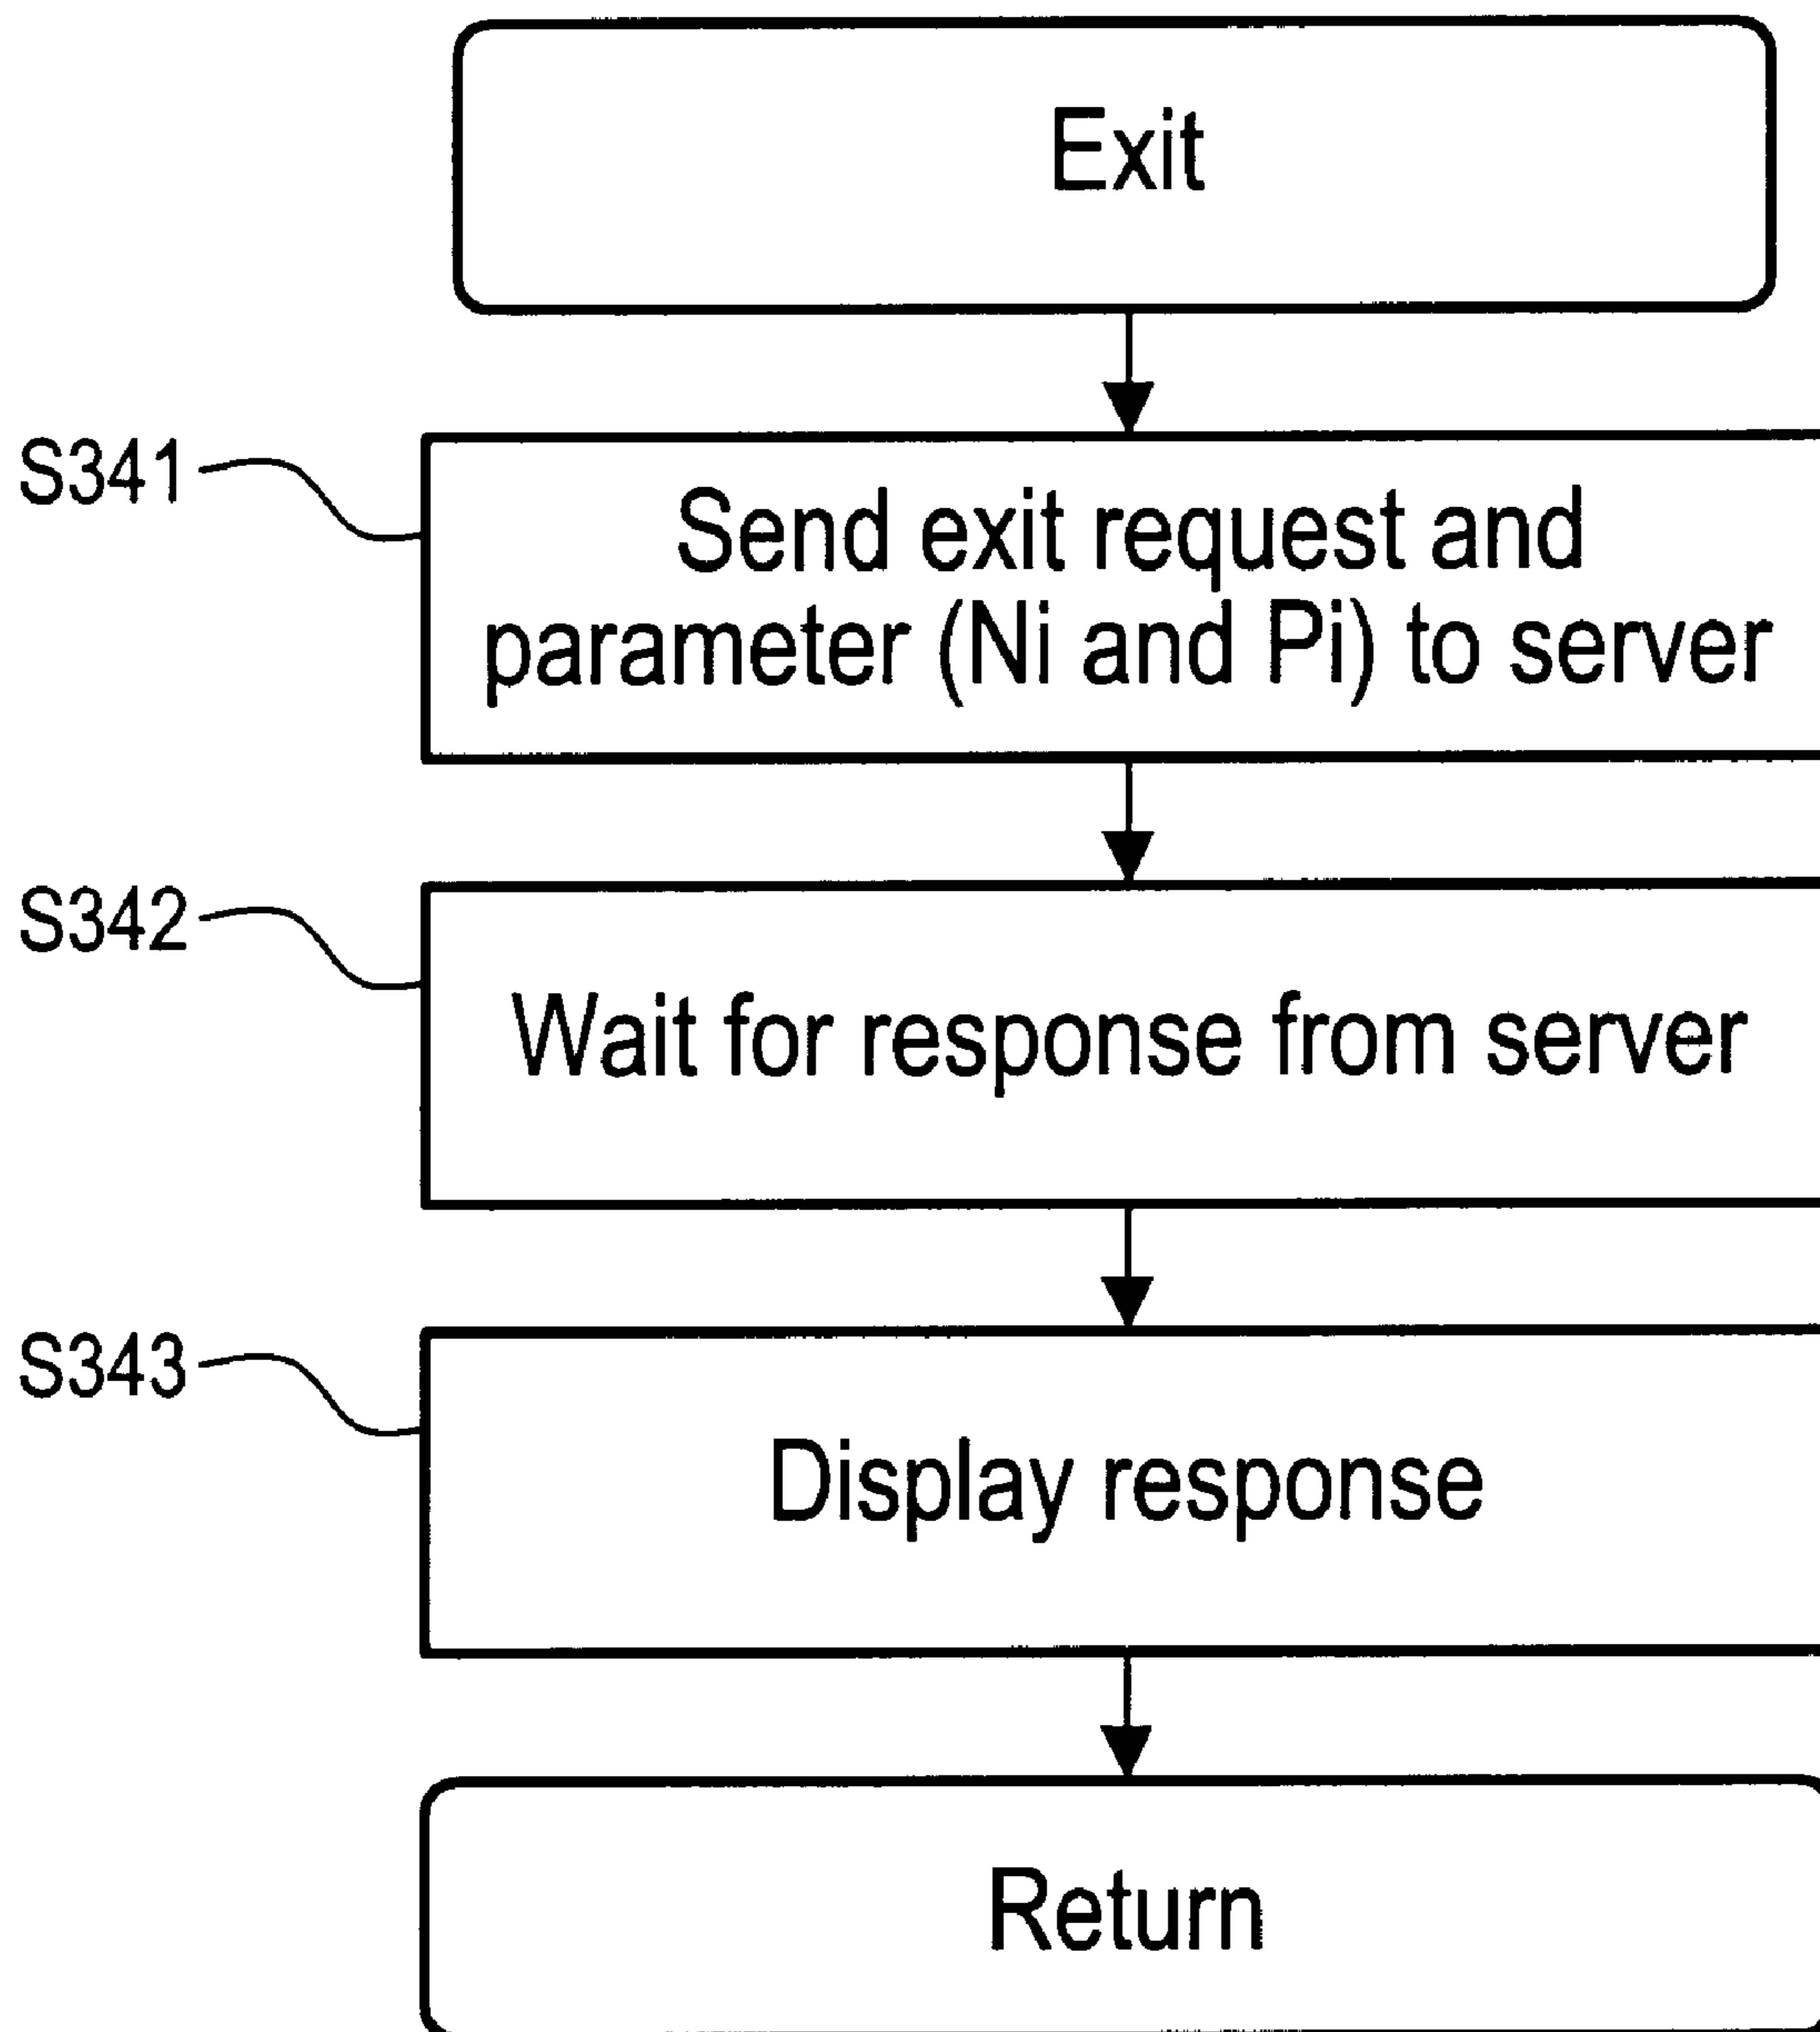 Exit
S341
Send exit request and
parameter (Ni and Pi) to server
S342
Wait for response from server
S343
Display response
Return